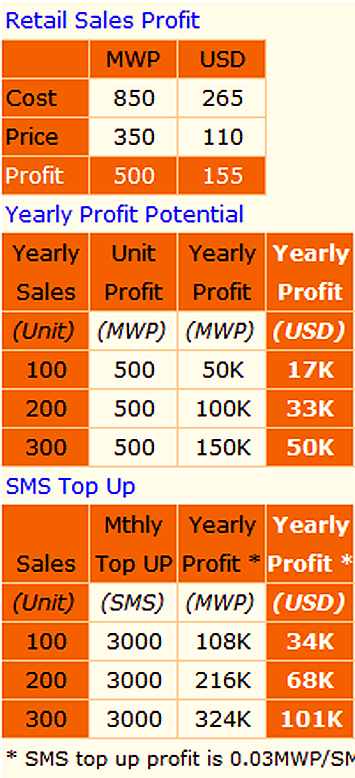 Retail Sales Profit
MWP USD
Cost 850 265
Price 350 110
Profit 500 155
Yearly Profit Potential
Yearly Unit Yearly Yearly
Sales Profit Profit Profit
(Unit) (MWP) (MWP) (USD)
100 500 50K 17K
200 500 100K 33K
300 500 150K 50K
SMS Top Up
Mthly Yearly Yearly
Sales Top UP Profit * Profit *
(Unit) (SMS) (MWP) (USD)
100 3000 108K 34K
200 3000 216K 68K
300 3000 324K 101K
* SMS top up profit is 0.03MWP/SM